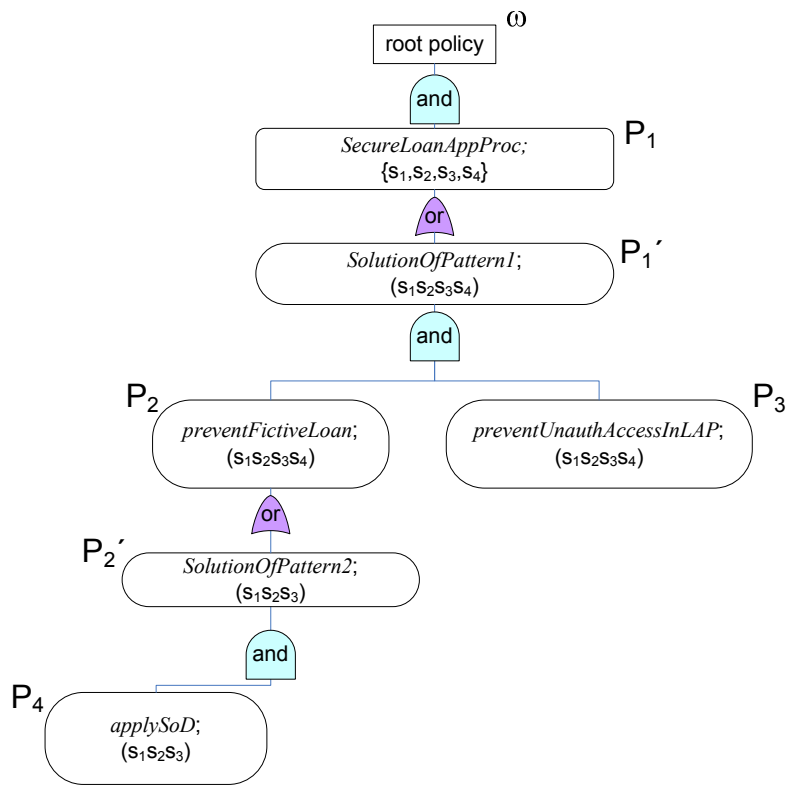 ω
root policy
and
P₁
SecureLoanAppProc;
{s₁,s₂,s₃,s₄}
or
P₁´
SolutionOfPattern1;
(s₁s₂s₃s₄)
and
P₂
preventFictiveLoan;
(s₁s₂s₃s₄)
P₃
preventUnauthAccessInLAP;
(s₁s₂s₃s₄)
or
P₂´
SolutionOfPattern2;
(s₁s₂s₃)
and
P₄
applySoD;
(s₁s₂s₃)